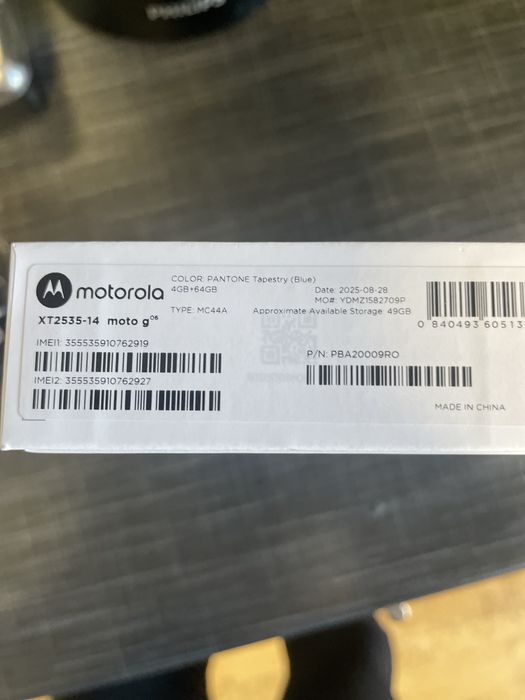 PHILIPS
motorola
COLOR: PANTONE Tapestry (Blue)
4GB+64GB
Date: 2025-08-28
MO#: YDMZ1582709P
TYPE: MC44A
Approximate Available Storage: 49GB
XT2535-14 moto g06
0 840493 60513
IMEI1: 355535910762919
P/N: PBA20009RO
IMEI2: 355535910762927
MADE IN CHINA